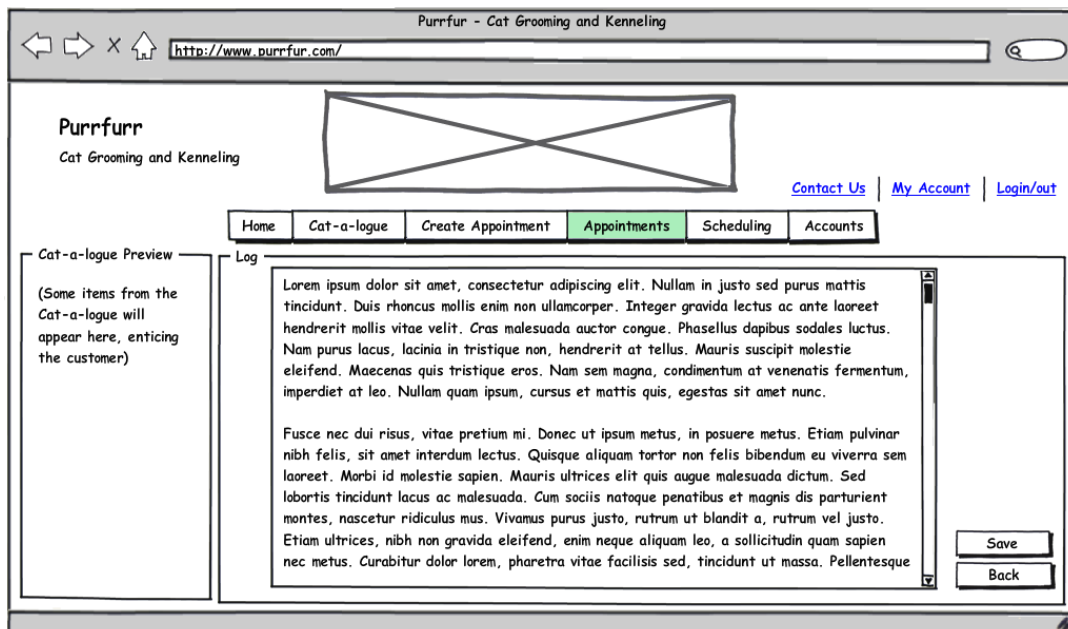 Purrfur - Cat Grooming and Kenneling
http://www.purrfur.com/
Purrfurr
Cat Grooming and Kenneling
Contact Us
My Account
Login/out
Home
Cat-a-logue
Create Appointment
Appointments
Scheduling
Accounts
Cat-a-logue Preview
(Some items from the
Cat-a-logue will
appear here, enticing
the customer)
Log
Lorem ipsum dolor sit amet, consectetur adipiscing elit. Nullam in justo sed purus mattis
tincidunt. Duis rhoncus mollis enim non ullamcorper. Integer gravida lectus ac ante laoreet
hendrerit mollis vitae velit. Cras malesuada auctor congue. Phasellus dapibus sodales luctus.
Nam purus lacus, lacinia in tristique non, hendrerit at tellus. Mauris suscipit molestie
eleifend. Maecenas quis tristique eros. Nam sem magna, condimentum at venenatis fermentum,
imperdiet at leo. Nullam quam ipsum, cursus et mattis quis, egestas sit amet nunc.
Fusce nec dui risus, vitae pretium mi. Donec ut ipsum metus, in posuere metus. Etiam pulvinar
nibh felis, sit amet interdum lectus. Quisque aliquam tortor non felis bibendum eu viverra sem
laoreet. Morbi id molestie sapien. Mauris ultrices elit quis augue malesuada dictum. Sed
lobortis tincidunt lacus ac malesuada. Cum sociis natoque penatibus et magnis dis parturient
montes, nascetur ridiculus mus. Vivamus purus justo, rutrum ut blandit a, rutrum vel justo.
Etiam ultrices, nibh non gravida eleifend, enim neque aliquam leo, a sollicitudin quam sapien
nec metus. Curabitur dolor lorem, pharetra vitae facilisis sed, tincidunt ut massa. Pellentesque
Save
Back